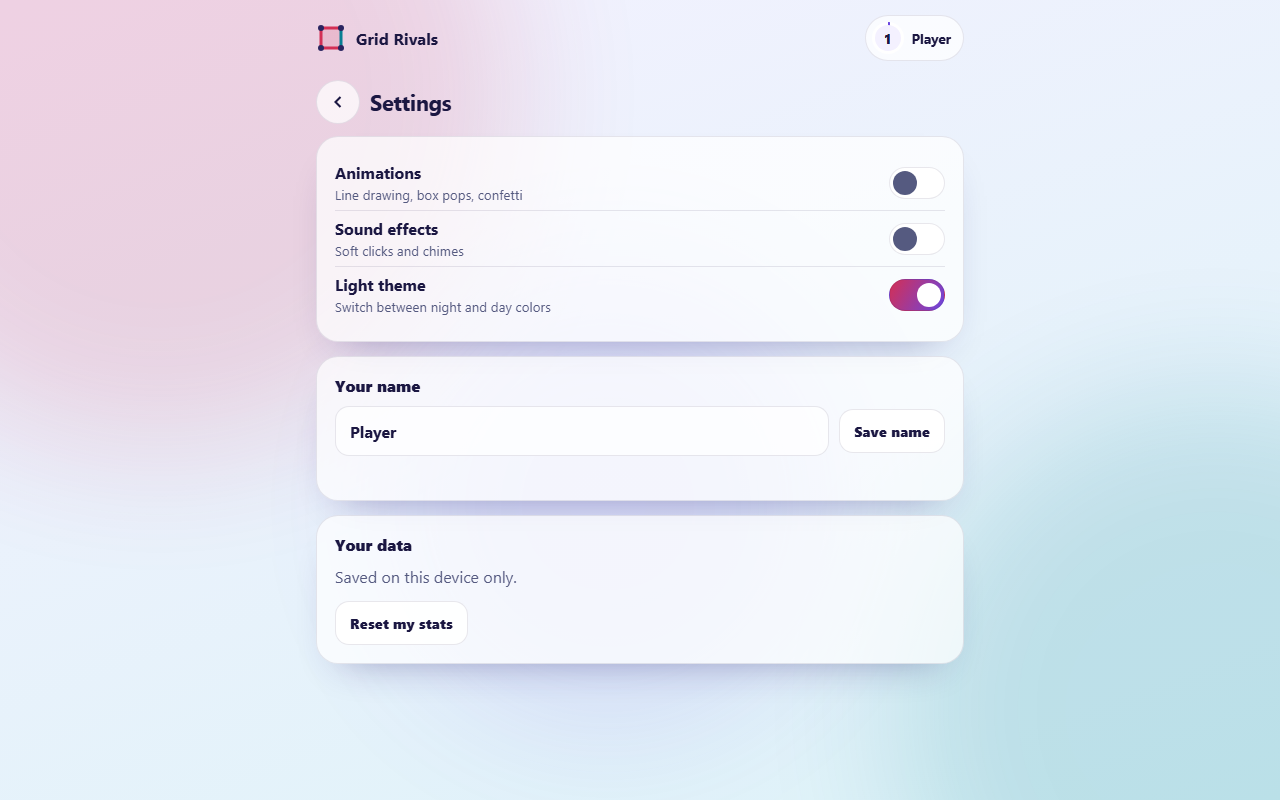 Grid Rivals
1 Player
Settings
Animations
Line drawing, box pops, confetti
Sound effects
Soft clicks and chimes
Light theme
Switch between night and day colors
Your name
Player
Save name
Your data
Saved on this device only.
Reset my stats